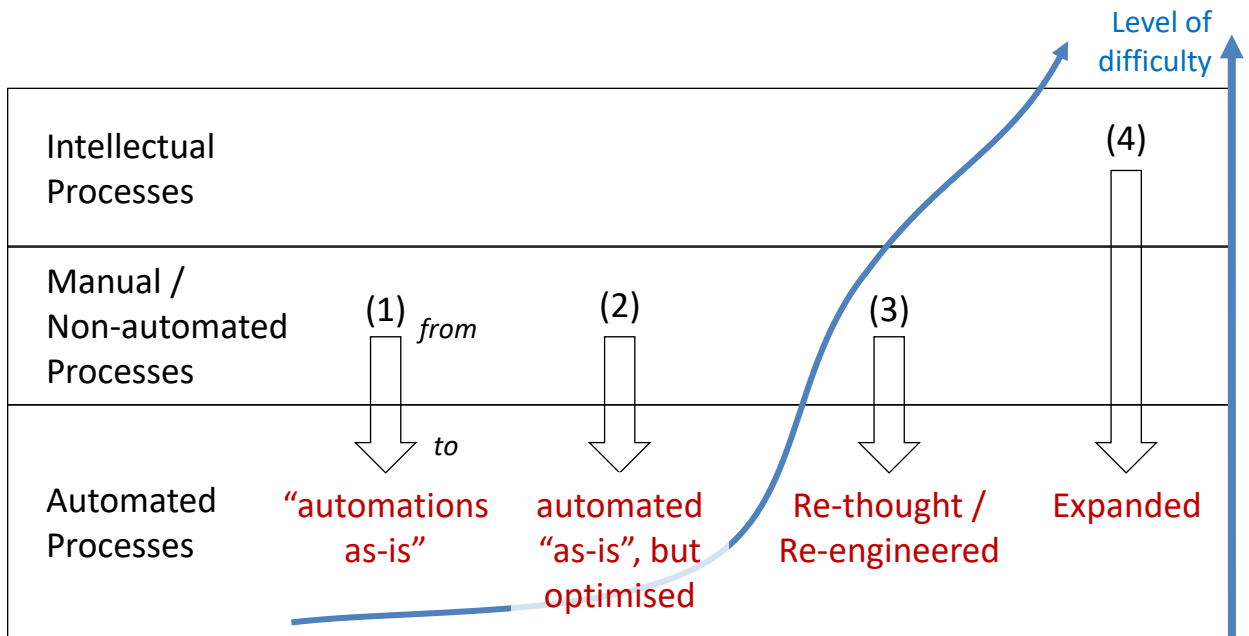 Level of
difficulty
Intellectual
Processes
(4)
Manual /
Non-automated
Processes
(1) from
(2)
(3)
to
Automated
Processes
“automations
as-is”
automated
“as-is”, but
optimised
Re-thought /
Re-engineered
Expanded